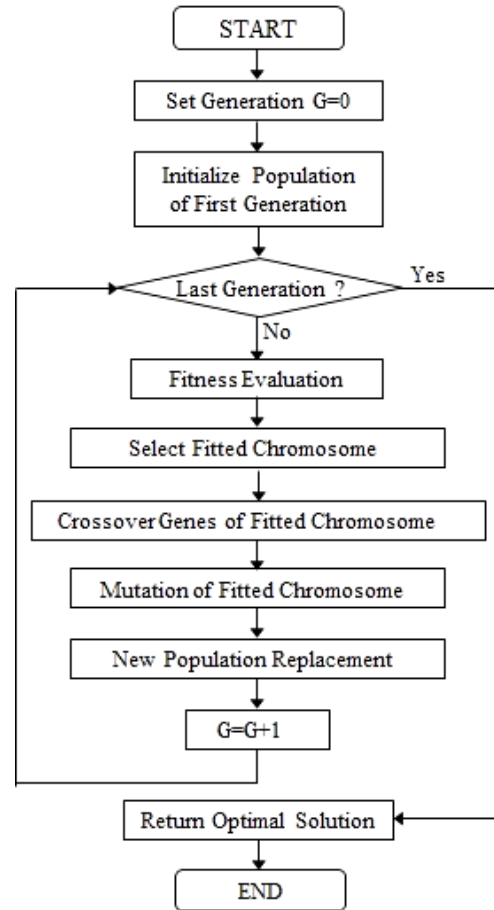 START
Set Generation G=0
Initialize Population
of First Generation
Last Generation ?
Yes
No
Fitness Evaluation
Select Fitted Chromosome
Crossover Genes of Fitted Chromosome
Mutation of Fitted Chromosome
New Population Replacement
G=G+1
Return Optimal Solution
END